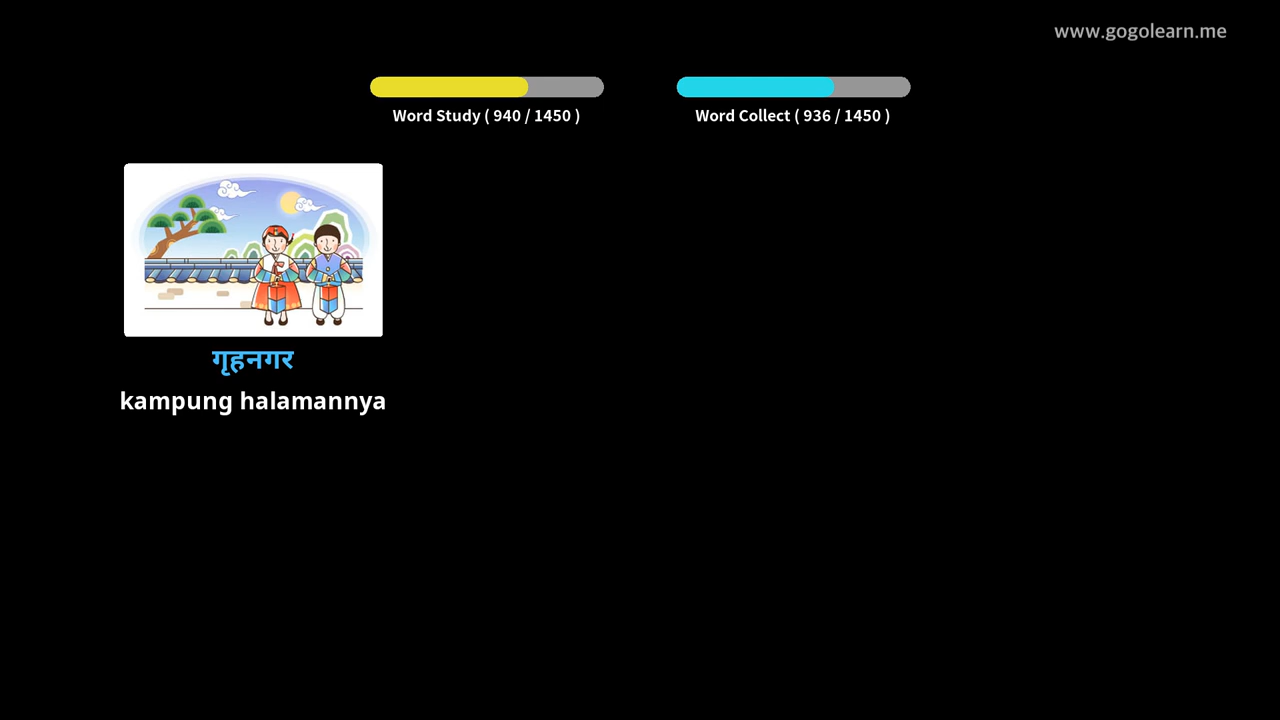 www.gogolearn.me
Word Study ( 940 / 1450 )
Word Collect ( 936 / 1450 )
गृहनगर
kampung halamannya